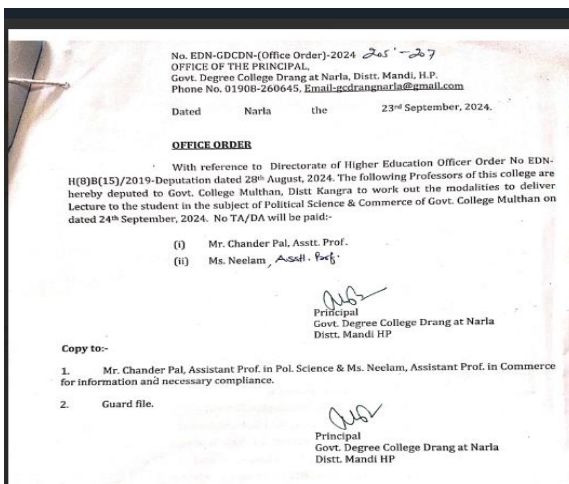 No. EDN-GDCDN-(Office Order)-2024 205-207
OFFICE OF THE PRINCIPAL,
Govt. Degree College Drang at Narla, Distt. Mandi, H.P.
Phone No. 01908-260645, Email-gcdrangnarla@gmail.com
Dated Narla the 23rd September, 2024.
OFFICE ORDER
With reference to Directorate of Higher Education Officer Order No EDN-
H(8)B(15)/2019-Deputation dated 28th August, 2024. The following Professors of this college are
hereby deputed to Govt. College Multhan, Distt Kangra to work out the modalities to deliver
Lecture to the student in the subject of Political Science & Commerce of Govt. College Multhan on
dated 24th September, 2024. No TA/DA will be paid:-
(i) Mr. Chander Pal, Asstt. Prof.
(ii) Ms. Neelam, Asstt. Prof.
Principal
Govt. Degree College Drang at Narla
Distt. Mandi HP
Copy to:-
1. Mr. Chander Pal, Assistant Prof. in Pol. Science & Ms. Neelam, Assistant Prof. in Commerce
for information and necessary compliance.
2. Guard file.
Principal
Govt. Degree College Drang at Narla
Distt. Mandi HP